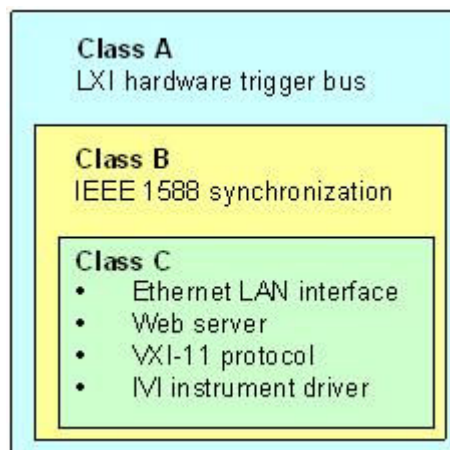 Class A
LXI hardware trigger bus
Class B
IEEE 1588 synchronization
Class C
• Ethernet LAN interface
• Web server
• VXI-11 protocol
• IVI instrument driver